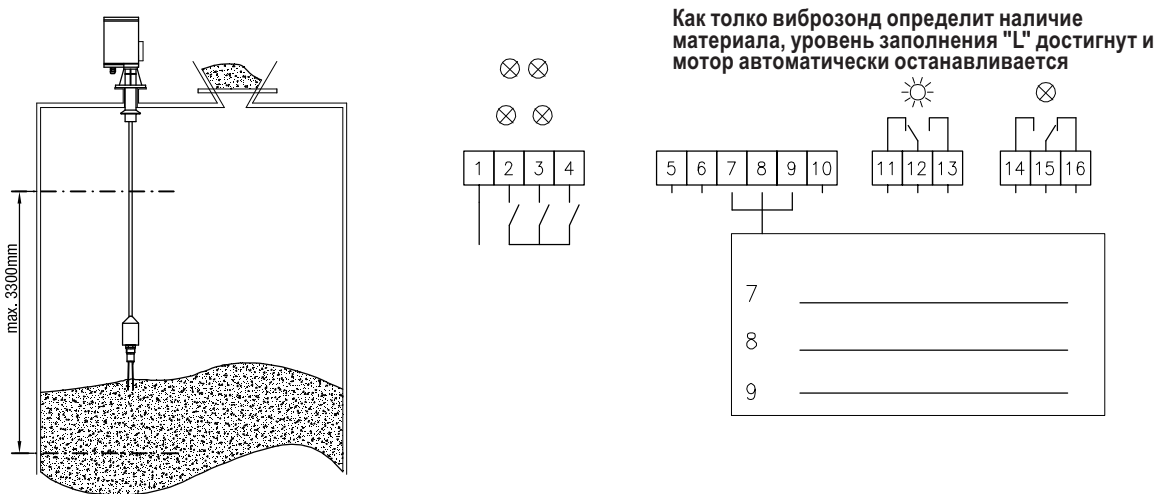 Как толко виброзонд определит наличие
материала, уровень заполнения "L" достигнут и
мотор автоматически останавливается
max. 3300mm
1 2 3 4
5 6 7 8 9 10
11 12 13
14 15 16
7
8
9